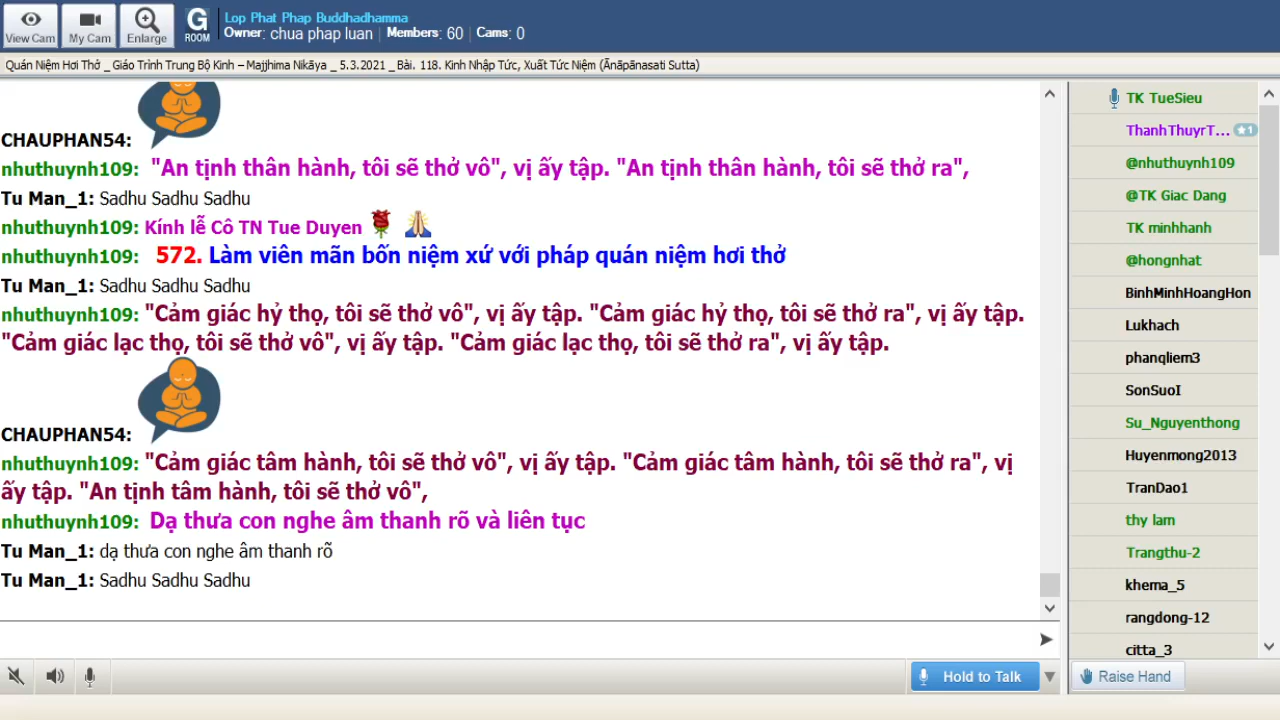 View Cam
My Cam
Enlarge
G
ROOM
Lop Phat Phap Buddhadhamma
Owner: chua phap luan | Members: 60 | Cams: 0
Quán Niệm Hơi Thở _ Giáo Trình Trung Bộ Kinh – Majjhima Nikāya _ 5.3.2021 _ Bài. 118. Kinh Nhập Tức, Xuất Tức Niệm (Ānāpānasati Sutta)
CHAUPHAN54:
nhuthuynh109: "An tịnh thân hành, tôi sẽ thở vô", vị ấy tập. "An tịnh thân hành, tôi sẽ thở ra",
Tu Man_1: Sadhu Sadhu Sadhu
nhuthuynh109: Kính lễ Cô TN Tue Duyen
nhuthuynh109: 572. Làm viên mãn bốn niệm xứ với pháp quán niệm hơi thở
Tu Man_1: Sadhu Sadhu Sadhu
nhuthuynh109: "Cảm giác hỷ thọ, tôi sẽ thở vô", vị ấy tập. "Cảm giác hỷ thọ, tôi sẽ thở ra", vị ấy tập.
"Cảm giác lạc thọ, tôi sẽ thở vô", vị ấy tập. "Cảm giác lạc thọ, tôi sẽ thở ra", vị ấy tập.
CHAUPHAN54:
nhuthuynh109: "Cảm giác tâm hành, tôi sẽ thở vô", vị ấy tập. "Cảm giác tâm hành, tôi sẽ thở ra", vị
ấy tập. "An tịnh tâm hành, tôi sẽ thở vô",
nhuthuynh109: Dạ thưa con nghe âm thanh rõ và liên tục
Tu Man_1: dạ thưa con nghe âm thanh rõ
Tu Man_1: Sadhu Sadhu Sadhu
Hold to Talk
TK TueSieu
ThanhThuyrT... ★1
@nhuthuynh109
@TK Giac Dang
TK minhhanh
@hongnhat
BinhMinhHoangHon
Lukhach
phanqliem3
SonSuoI
Su_Nguyenthong
Huyenmong2013
TranDao1
thy lam
Trangthu-2
khema_5
rangdong-12
citta_3
Raise Hand